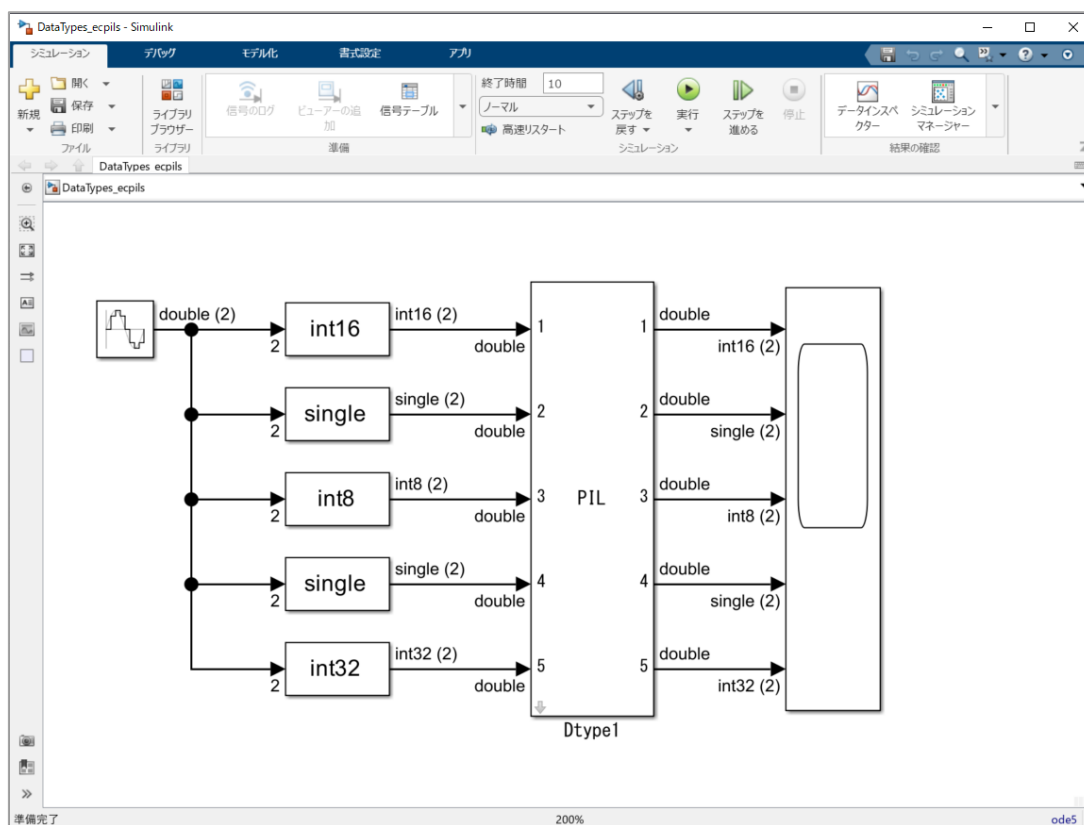 DataTypes_ecpils - Simulink
シミュレーション
デバッグ
モデル化
書式設定
アプリ
新規
開く
保存
印刷
ファイル
ライブラリ
ブラウザー
ライブラリ
信号のログ
ビューアーの追
加
信号テーブル
準備
終了時間 10
ノーマル
高速リスタート
ステップを
戻す
実行
ステップを
進める
停止
シミュレーション
データインスペ
クター
シミュレーション
マネージャー
結果の確認
DataTypes_ecpils
DataTypes_ecpils
double (2)
2
int16
int16 (2)
double
1
1
double
int16 (2)
2
single
single (2)
double
2
2
double
single (2)
2
int8
int8 (2)
double
3
PIL
3
double
int8 (2)
2
single
single (2)
double
4
4
double
single (2)
2
int32
int32 (2)
double
5
5
double
int32 (2)
Dtype1
準備完了
200%
ode5